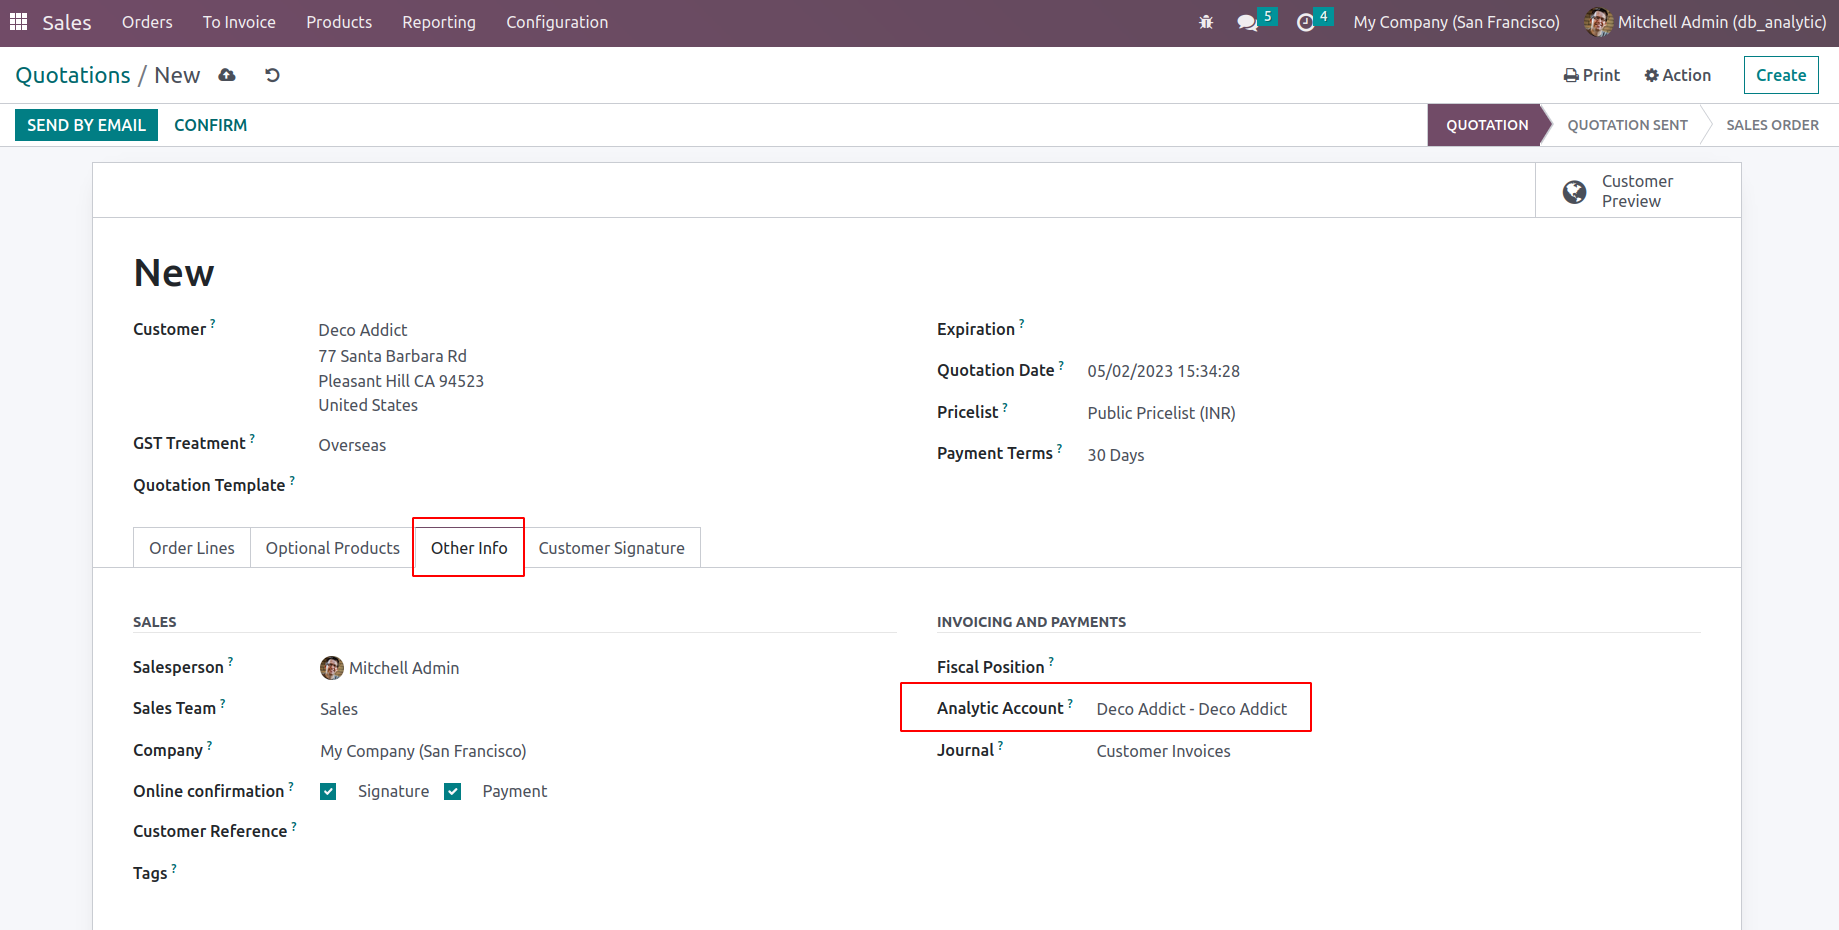 Sales Orders To Invoice Products Reporting Configuration 5 4 My Company (San Francisco) Mitchell Admin (db_analytic)
Quotations / New Print Action Create
SEND BY EMAIL CONFIRM QUOTATION QUOTATION SENT SALES ORDER
Customer
Preview
New
Customer ? Deco Addict
77 Santa Barbara Rd
Pleasant Hill CA 94523
United States
GST Treatment ? Overseas
Quotation Template ?
Expiration ?
Quotation Date ? 05/02/2023 15:34:28
Pricelist ? Public Pricelist (INR)
Payment Terms ? 30 Days
Order Lines Optional Products Other Info Customer Signature
SALES
Salesperson ? Mitchell Admin
Sales Team ? Sales
Company ? My Company (San Francisco)
Online confirmation ? Signature Payment
Customer Reference ?
Tags ?
INVOICING AND PAYMENTS
Fiscal Position ?
Analytic Account ? Deco Addict - Deco Addict
Journal ? Customer Invoices